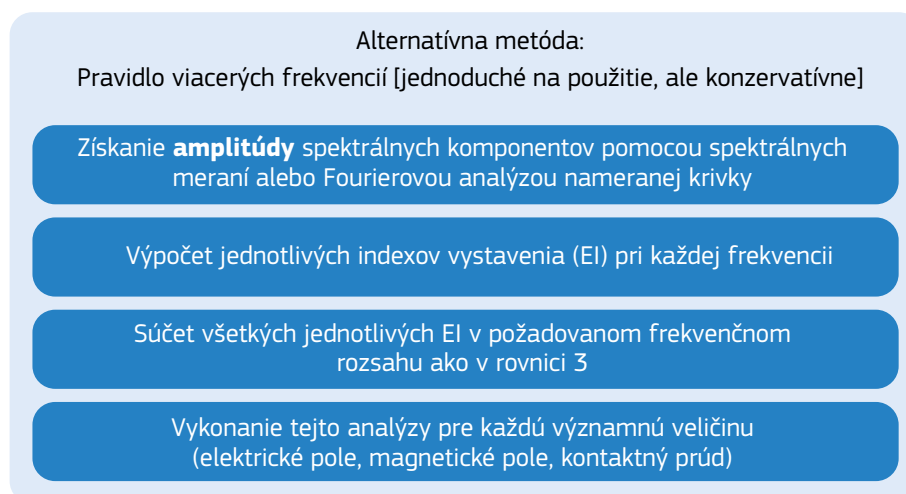 Alternatívna metóda:
Pravidlo viacerých frekvencií [jednoduché na použitie, ale konzervatívne]
Získanie amplitúdy spektrálnych komponentov pomocou spektrálnych
meraní alebo Fourierovou analýzou nameranej krivky
Výpočet jednotlivých indexov vystavenia (EI) pri každej frekvencii
Súčet všetkých jednotlivých EI v požadovanom frekvenčnom
rozsahu ako v rovnici 3
Vykonanie tejto analýzy pre každú významnú veličinu
(elektrické pole, magnetické pole, kontaktný prúd)